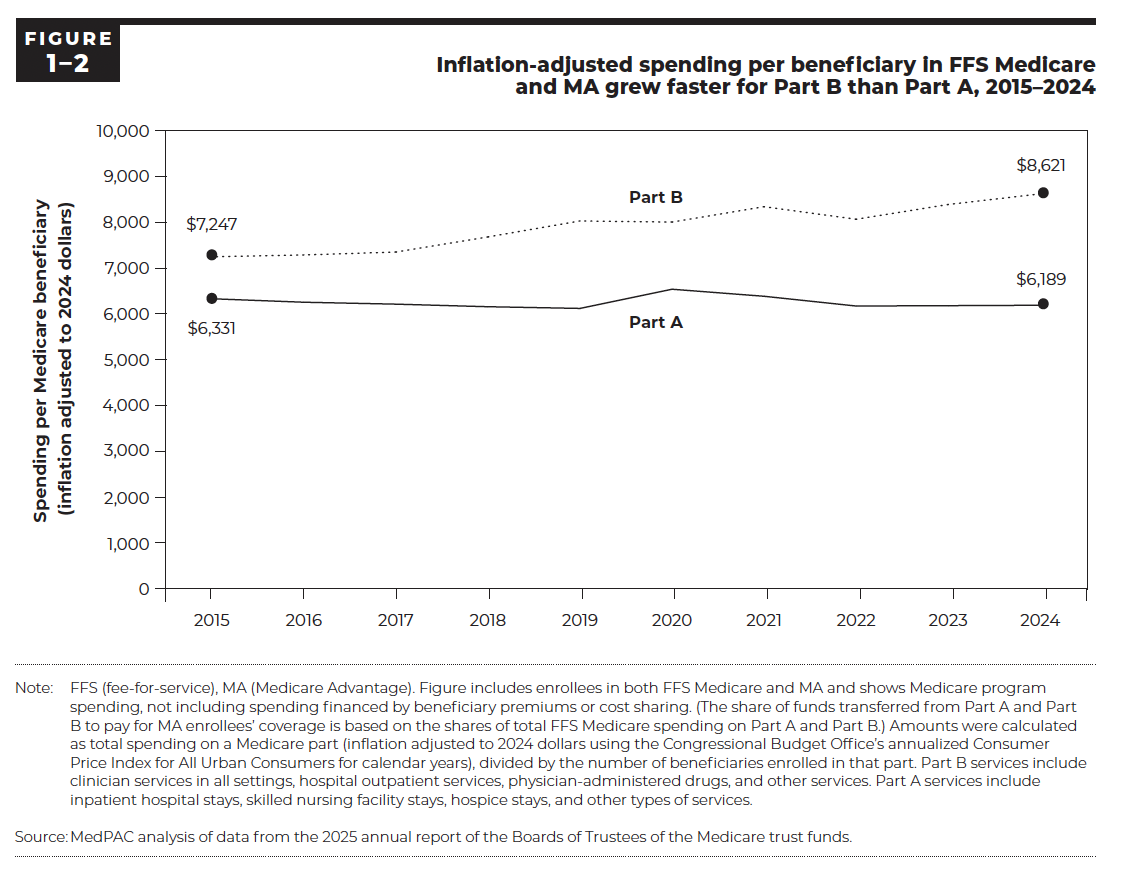 FIGURE
1–2
Inflation-adjusted spending per beneficiary in FFS Medicare
and MA grew faster for Part B than Part A, 2015–2024
Spending per Medicare beneficiary
(inflation adjusted to 2024 dollars)
10,000
9,000
8,000
7,000
6,000
5,000
4,000
3,000
2,000
1,000
0
$7,247
$6,331
Part B
Part A
$8,621
$6,189
2015 2016 2017 2018 2019 2020 2021 2022 2023 2024
Note: FFS (fee-for-service), MA (Medicare Advantage). Figure includes enrollees in both FFS Medicare and MA and shows Medicare program
spending, not including spending financed by beneficiary premiums or cost sharing. (The share of funds transferred from Part A and Part
B to pay for MA enrollees’ coverage is based on the shares of total FFS Medicare spending on Part A and Part B.) Amounts were calculated
as total spending on a Medicare part (inflation adjusted to 2024 dollars using the Congressional Budget Office’s annualized Consumer
Price Index for All Urban Consumers for calendar years), divided by the number of beneficiaries enrolled in that part. Part B services include
clinician services in all settings, hospital outpatient services, physician-administered drugs, and other services. Part A services include
inpatient hospital stays, skilled nursing facility stays, hospice stays, and other types of services.
Source: MedPAC analysis of data from the 2025 annual report of the Boards of Trustees of the Medicare trust funds.